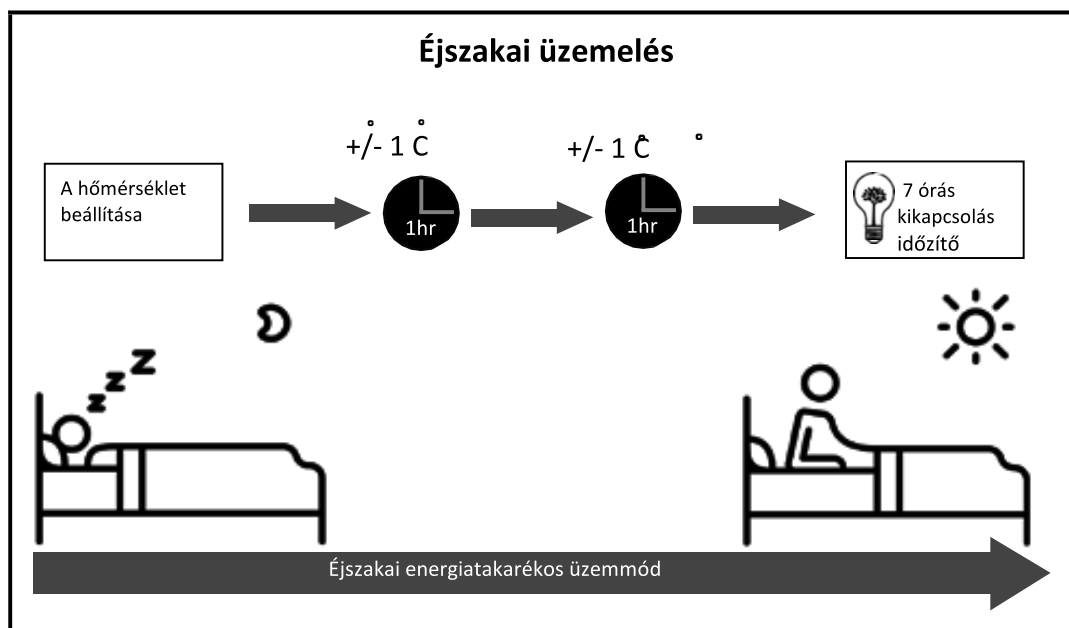 Éjszakai üzemelés
+/- 1 C
+/- 1 C
A hőmérséklet
beállítása
1hr
1hr
7 órás
kikapcsolás
időzítő
z z Z
Éjszakai energiatakarékos üzemmód